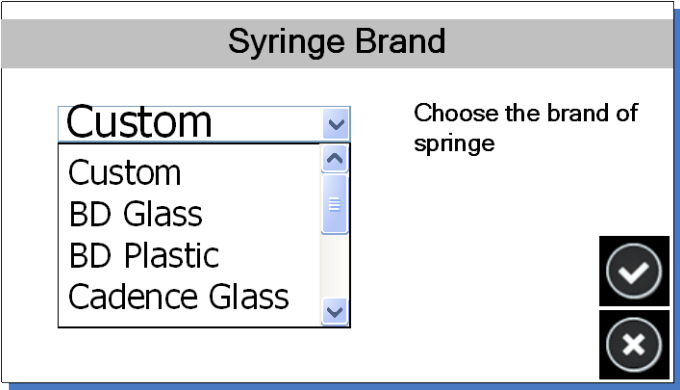 Syringe Brand
Custom
Custom
BD Glass
BD Plastic
Cadence Glass
Choose the brand of
springe